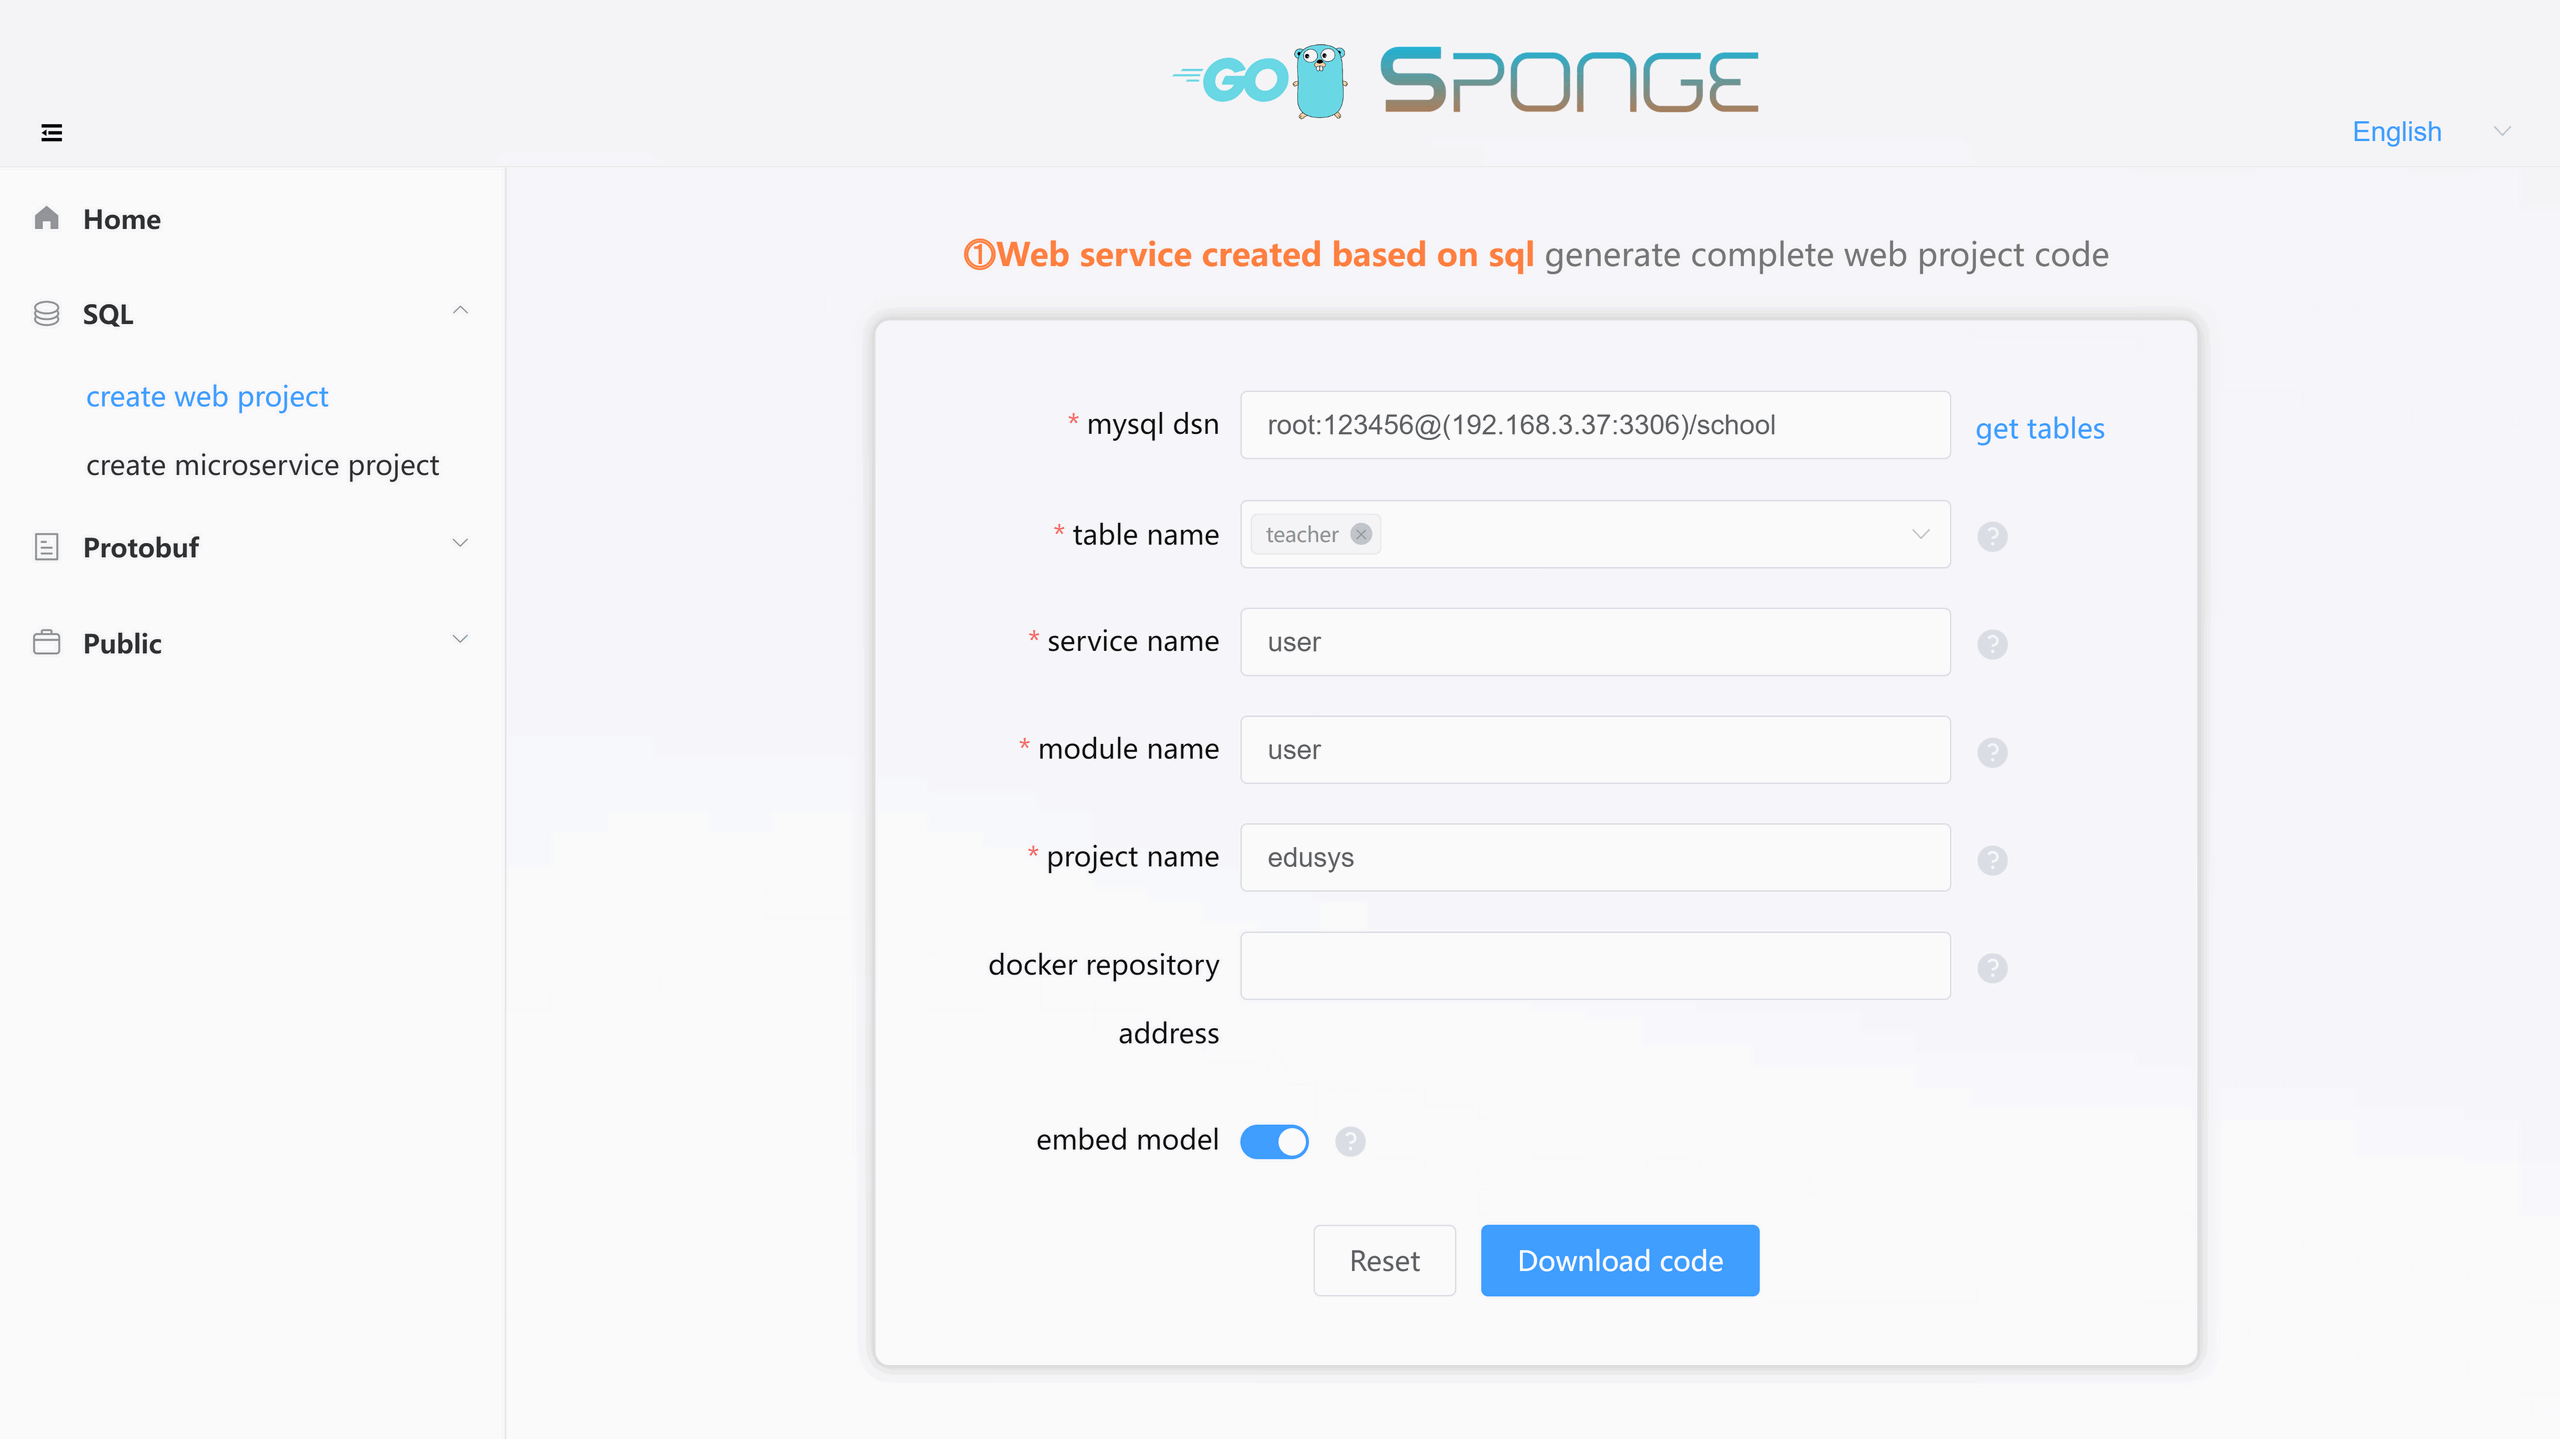 GO SPONGE
English
Home
SQL
create web project
create microservice project
Protobuf
Public
①Web service created based on sql generate complete web project code
* mysql dsn root:123456@(192.168.3.37:3306)/school get tables
* table name teacher
* service name user
* module name user
* project name edusys
docker repository
address
embed model
Reset Download code